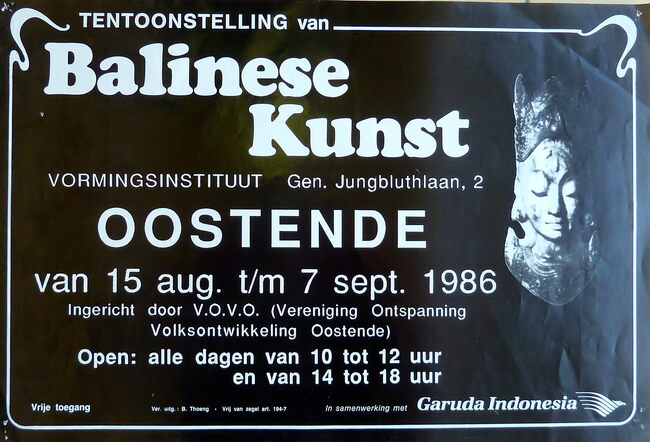 TENTOONSTELLING van
Balinese
Kunst
VORMINGSINSTITUUT Gen. Jungbluthlaan, 2
OOSTENDE
van 15 aug. t/m 7 sept. 1986
Ingericht door V.O.V.O. (Vereniging Ontspanning
Volksontwikkeling Oostende)
Open: alle dagen van 10 tot 12 uur
en van 14 tot 18 uur
Vrije toegang Ver. uitg.: B. Thoeng - Vrij van zegel art. 194-7 In samenwerking met Garuda Indonesia